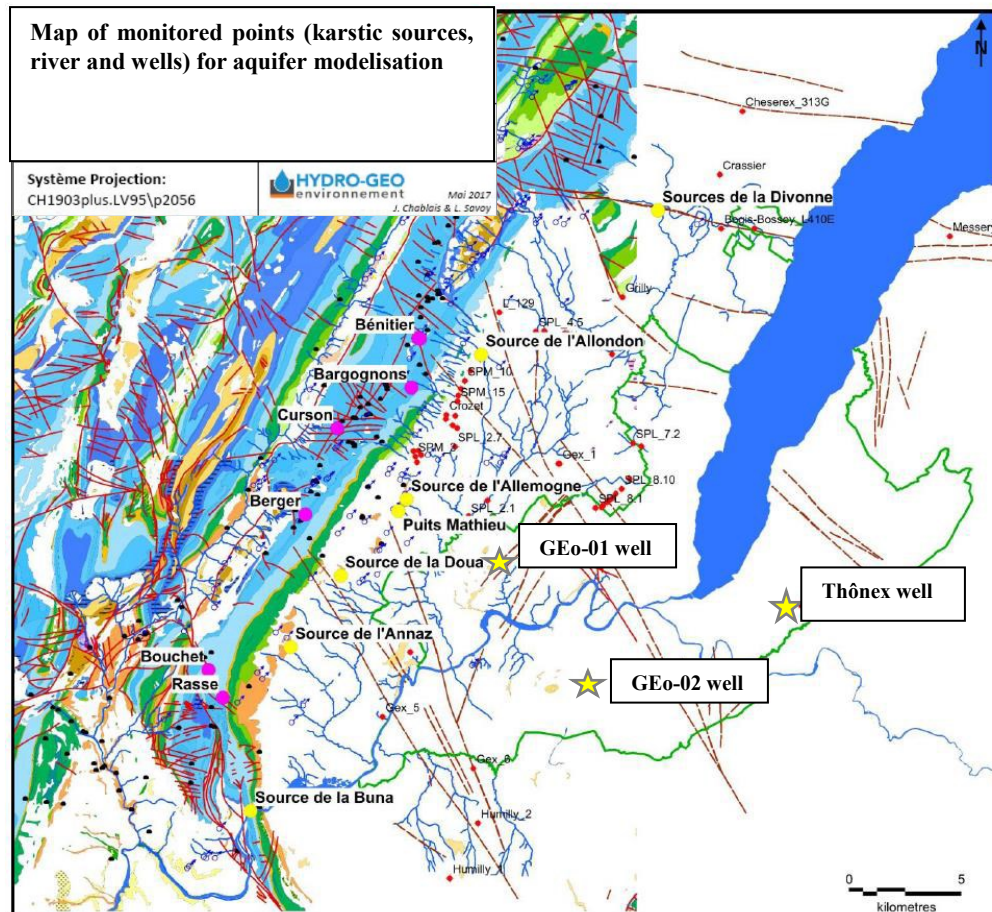 Map of monitored points (karstic sources,
river and wells) for aquifer modelisation
N
Système Projection:
CH1903plus.LV95\p2056
HYDRO-GEO
environnement
Mai 2017
J. Chablais & L. Savoy
Cheserex_313G
Crassier
Sources de la Divonne
Bogis-Bossey_L410E
Messery
Grilly
Bénitier
SPL_4.5
Source de l'Allondon
Bargognons
SPM_10
SPM_15
Crozet
Curson
SPL_2.7
SPL_7.2
Gex_1
SPL_8.10
Source de l'Allemogne
SPL_8.1
Berger
SPL_2.1
Puits Mathieu
GEo-01 well
Source de la Doua
Thônex well
Source de l'Annaz
Bouchet
Rasse
GEo-02 well
Gex_5
Source de la Buna
Humilly_2
Humilly_1
0 5
kilometres